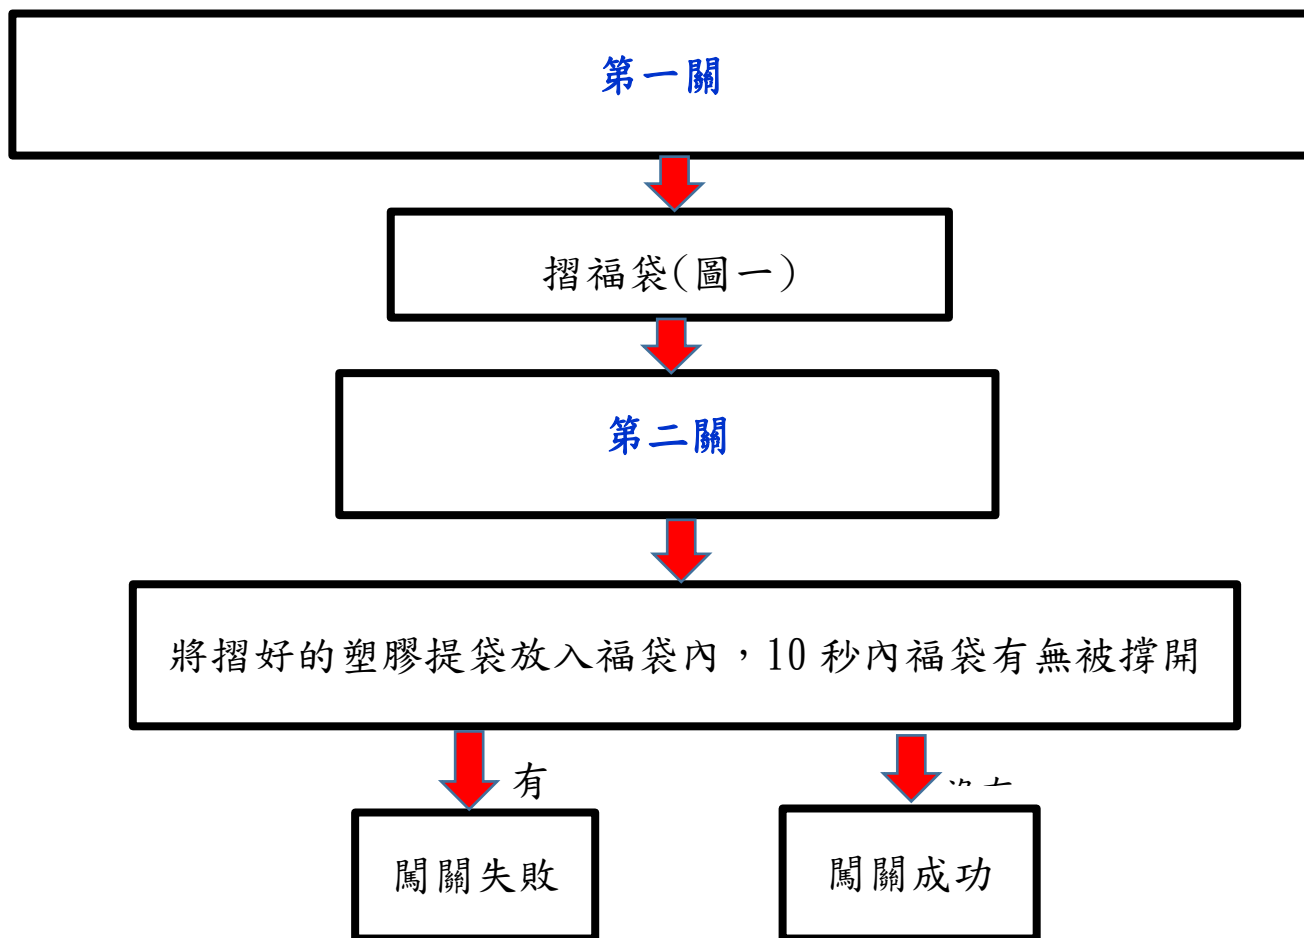 第一關
摺福袋(圖一)
第二關
將摺好的塑膠提袋放入福袋內，10 秒內福袋有無被撐開
有
闖關失敗
闖關成功